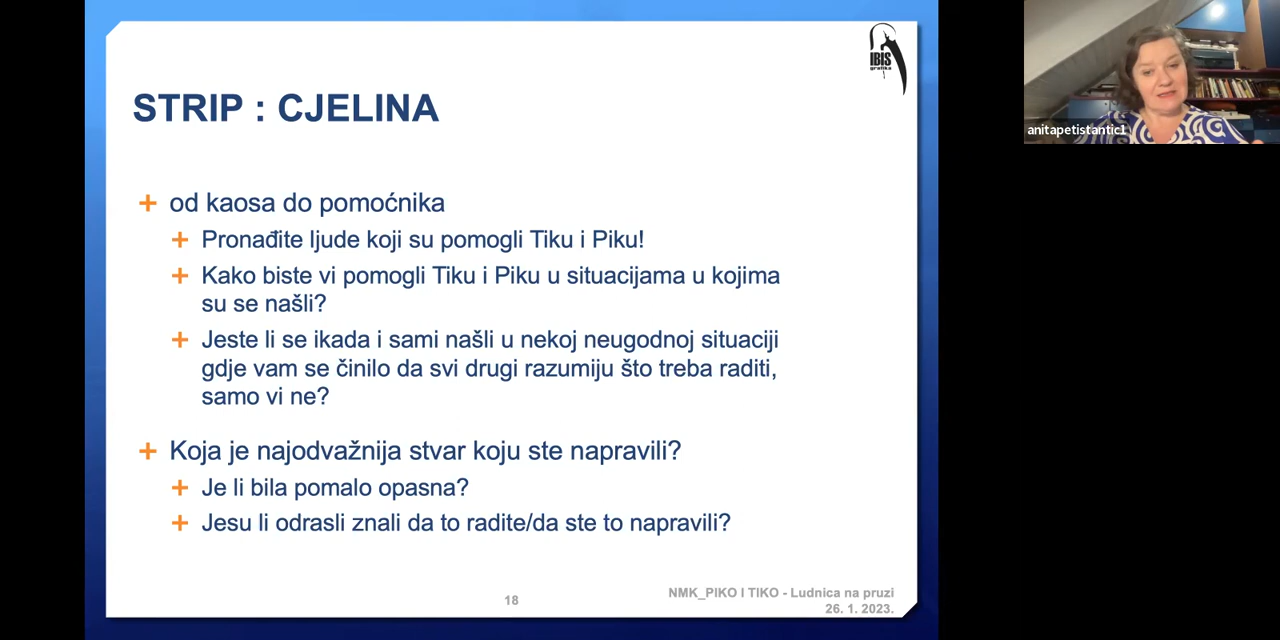 IBIS
grafika
STRIP : CJELINA
anitapetistantic1
od kaosa do pomoćnika
Pronađite ljude koji su pomogli Tiku i Piku!
Kako biste vi pomogli Tiku i Piku u situacijama u kojima
su se našli?
Jeste li se ikada i sami našli u nekoj neugodnoj situaciji
gdje vam se činilo da svi drugi razumiju što treba raditi,
samo vi ne?
Koja je najodvažnija stvar koju ste napravili?
Je li bila pomalo opasna?
Jesu li odrasli znali da to radite/da ste to napravili?
18
NMK_PIKO I TIKO - Ludnica na pruzi
26. 1. 2023.